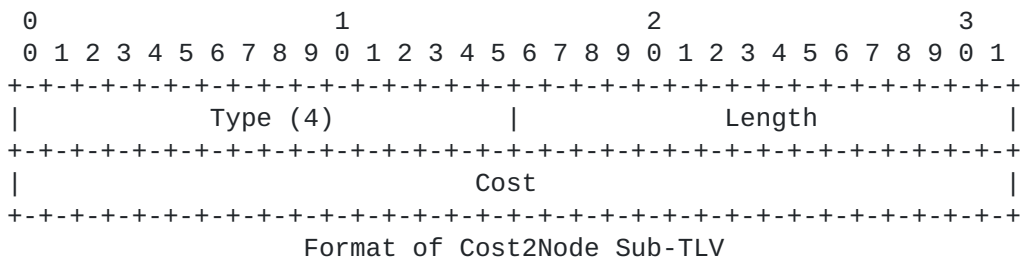 0                   1                   2                   3
 0 1 2 3 4 5 6 7 8 9 0 1 2 3 4 5 6 7 8 9 0 1 2 3 4 5 6 7 8 9 0 1
+-+-+-+-+-+-+-+-+-+-+-+-+-+-+-+-+-+-+-+-+-+-+-+-+-+-+-+-+-+-+-+-+
|            Type (4)           |             Length            |
+-+-+-+-+-+-+-+-+-+-+-+-+-+-+-+-+-+-+-+-+-+-+-+-+-+-+-+-+-+-+-+-+
|                             Cost                              |
+-+-+-+-+-+-+-+-+-+-+-+-+-+-+-+-+-+-+-+-+-+-+-+-+-+-+-+-+-+-+-+-+
                   Format of Cost2Node Sub-TLV